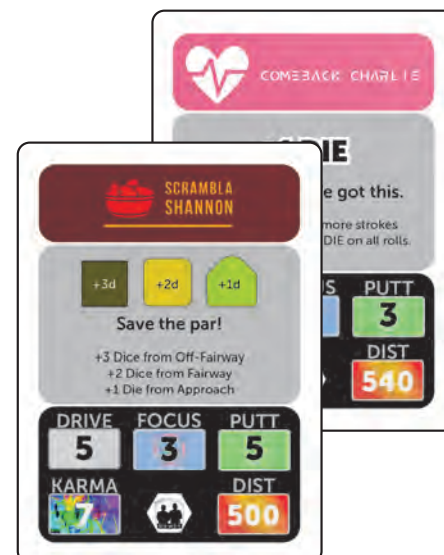 COMEBACK CHARLIE
DIE
e got this.
more strokes
DIE on all rolls.
PUTT
3
DIST
540
SCRAMBLA
SHANNON
+3d +2d +1d
Save the par!
+3 Dice from Off-Fairway
+2 Dice from Fairway
+1 Die from Approach
DRIVE FOCUS PUTT
5 3 5
KARMA DIST
7 500